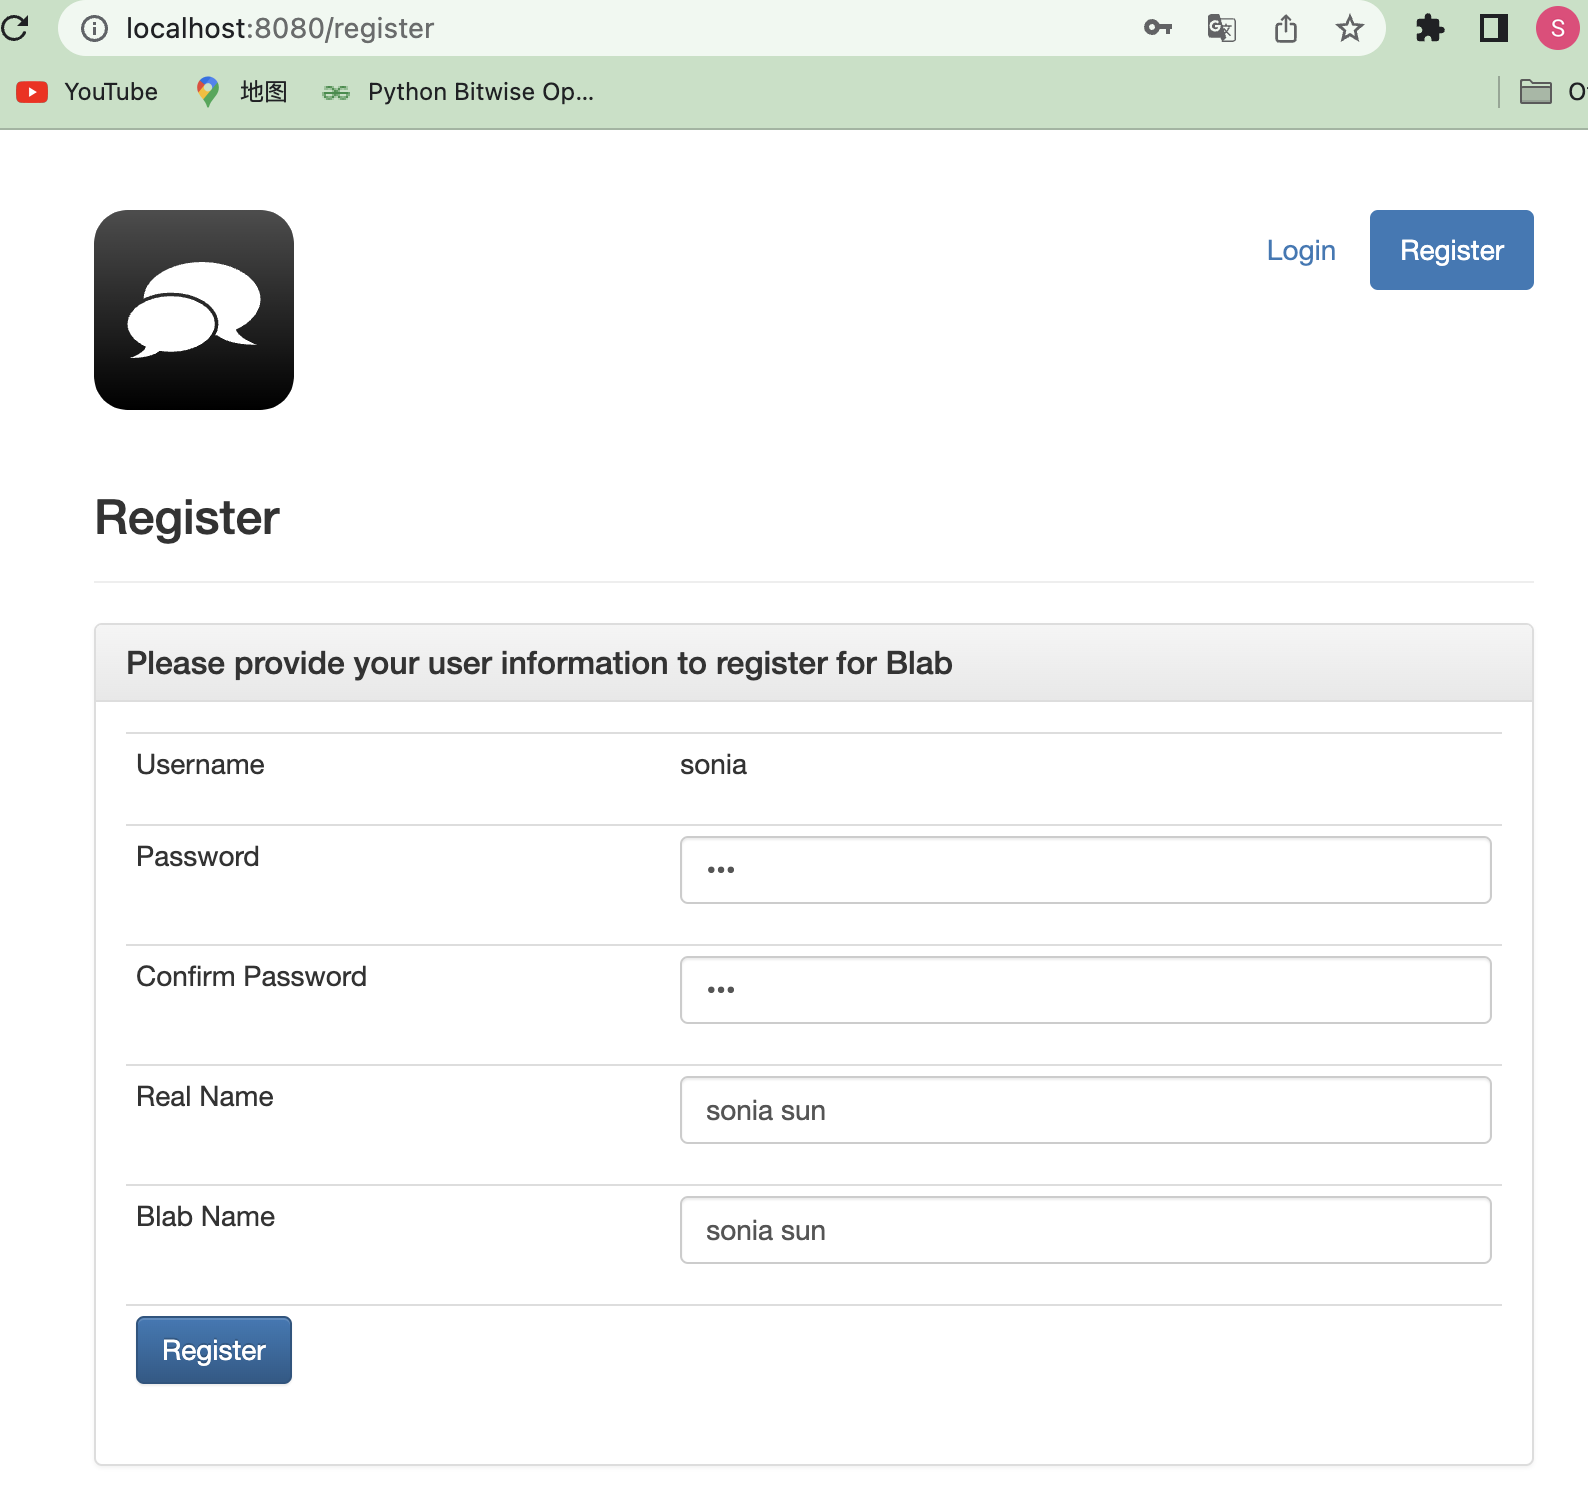 localhost:8080/register
S
YouTube 地图 Python Bitwise Op...
Login Register
Register
Please provide your user information to register for Blab
Username sonia
Password •••
Confirm Password •••
Real Name sonia sun
Blab Name sonia sun
Register